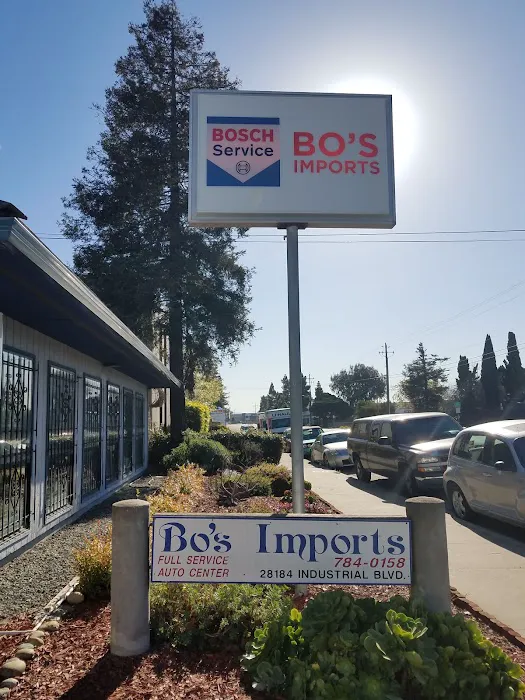 BOSCH
Service
BO'S
IMPORTS
Bo's Imports
FULL SERVICE
AUTO CENTER
784-0158
28184 INDUSTRIAL BLVD.